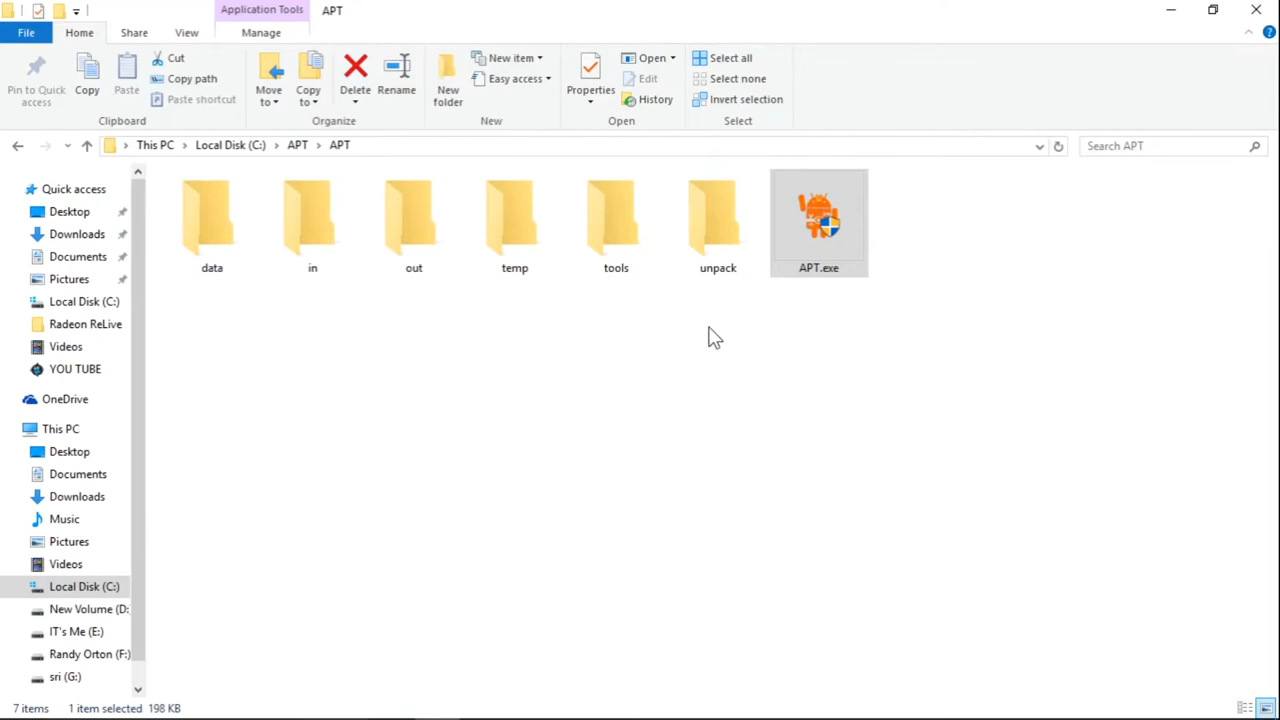 Application Tools
APT
File
Home
Share
View
Manage
Pin to Quick access
Copy
Paste
Cut
Copy path
Paste shortcut
Clipboard
Move to
Copy to
Delete
Rename
Organize
New folder
New item
Easy access
New
Properties
Open
Edit
History
Open
Select all
Select none
Invert selection
Select
This PC > Local Disk (C:) > APT > APT
Search APT
Quick access
Desktop
Downloads
Documents
Pictures
Local Disk (C:)
Radeon ReLive
Videos
YOU TUBE
OneDrive
This PC
Desktop
Documents
Downloads
Music
Pictures
Videos
Local Disk (C:)
New Volume (D:
IT's Me (E:)
Randy Orton (F:)
sri (G:)
data
in
out
temp
tools
unpack
APT.exe
7 items
1 item selected 198 KB